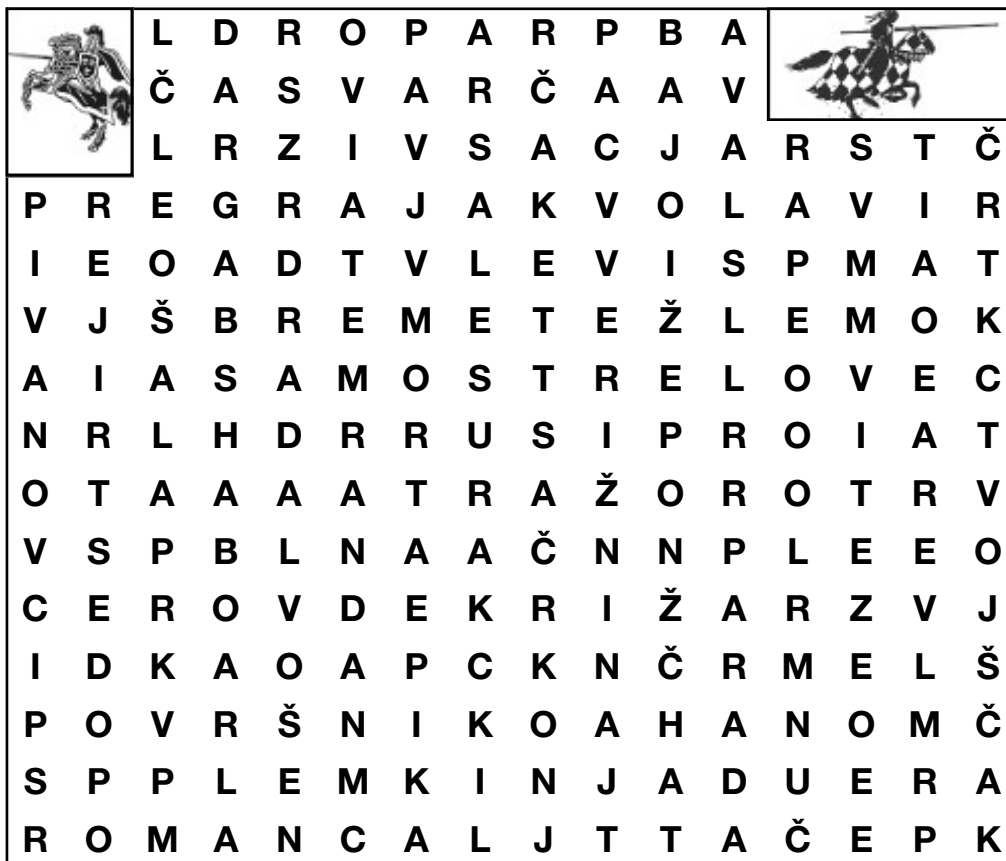 L D R O P A R P B A
Č A S V A R Č A A V
L R Z I V S A C J A R S T Č
P R E G R A J A K V O L A V I R
I E O A D T V L E V I S P M A T
V J Š B R E M E T E Ž L E M O K
A I A S A M O S T R E L O V E C
N R L H D R R U S I P R O I A T
O T A A A A T R A Ž O R O T R V
V S P B L N A A Č N N P L E E O
C E R O V D E K R I Ž A R Z V J
I D K A O A P C K N Č R M E L Š
P O V R Š N I K O A H A N O M Č
S P P L E M K I N J A D U E R A
R O M A N C A L J T T A Č E P K